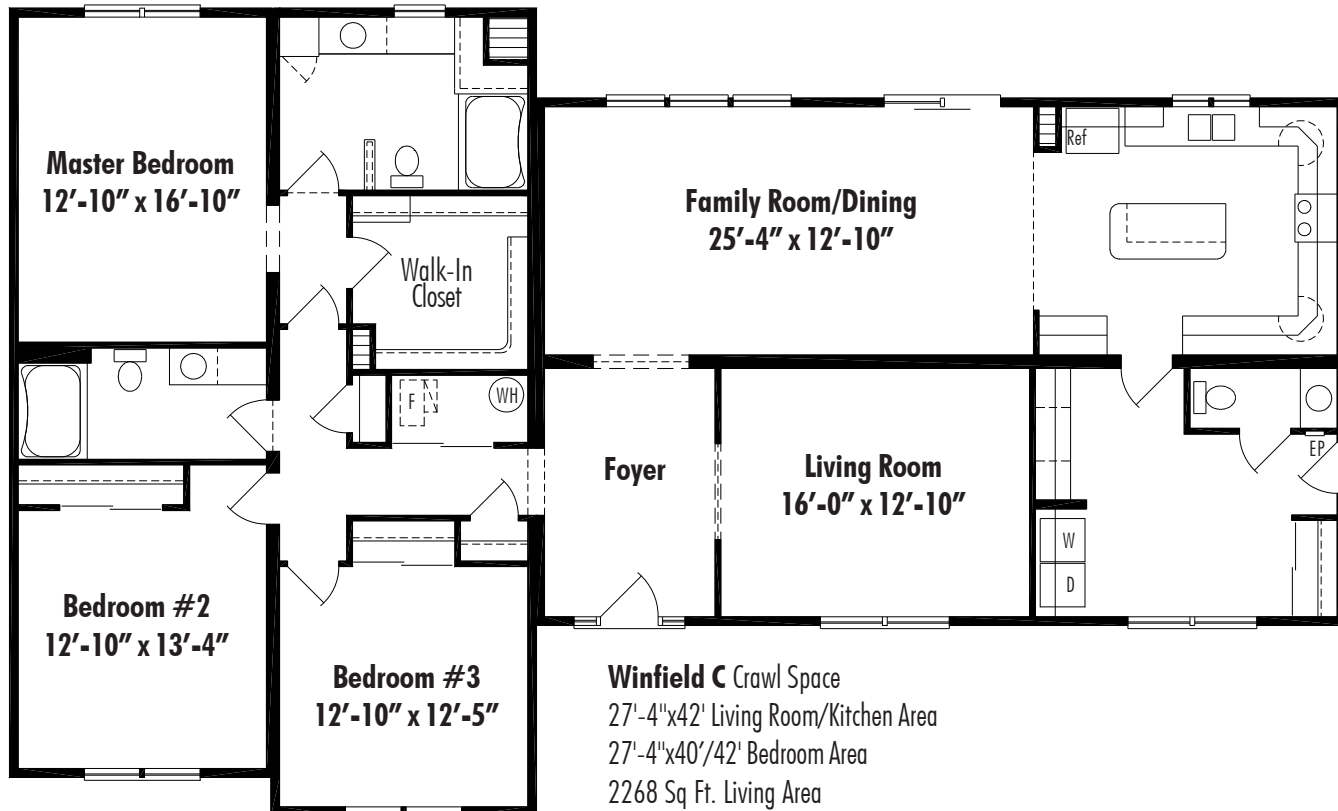 Master Bedroom
12'-10" x 16'-10"
Family Room/Dining
25'-4" x 12'-10"
Ref
Walk-In
Closet
F
WH
Foyer
Living Room
16'-0" x 12'-10"
EP
W
D
Bedroom #2
12'-10" x 13'-4"
Bedroom #3
12'-10" x 12'-5"
Winfield C Crawl Space
27'-4"x42' Living Room/Kitchen Area
27'-4"x40'/42' Bedroom Area
2268 Sq Ft. Living Area